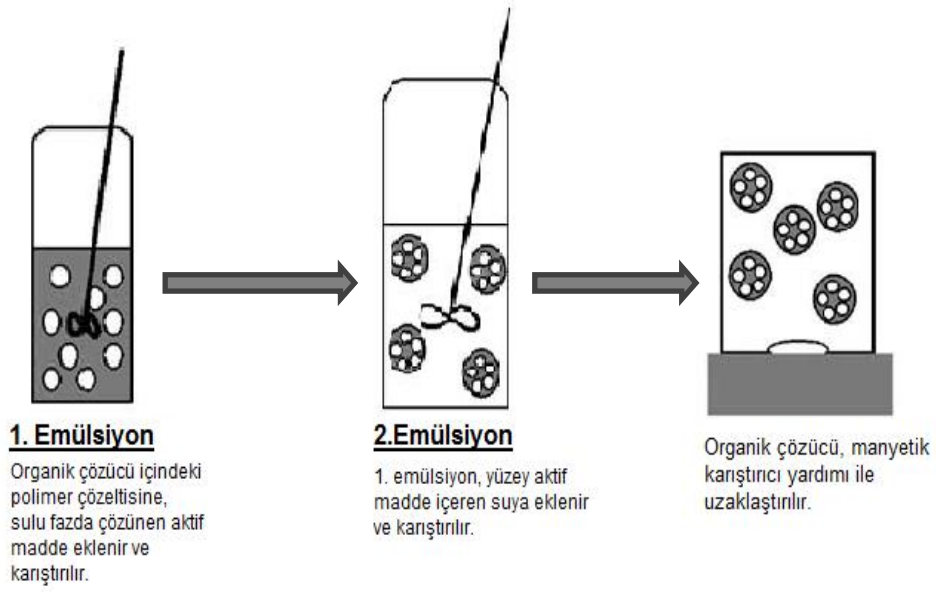 1. Emülsiyon
Organik çözücü içindeki
polimer çözeltisine,
sulu fazda çözünen aktif
madde eklenir ve
karıştırılır.
2.Emülsiyon
1. emülsiyon, yüzey aktif
madde içeren suya eklenir
ve karıştırılır.
Organik çözücü, manyetik
karıştırıcı yardımı ile
uzaklaştırılır.